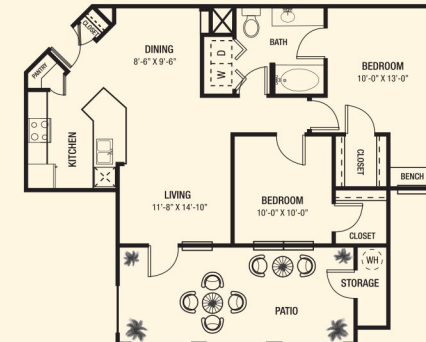 CLOSET
DINING
8'-6" X 9'-6"
BATH
BEDROOM
10'-0" X 13'-0"
PANTRY
W D
KITCHEN
CLOSET
BENCH
LIVING
11'-8" X 14'-10"
BEDROOM
10'-0" X 10'-0"
CLOSET
WH
STORAGE
PATIO